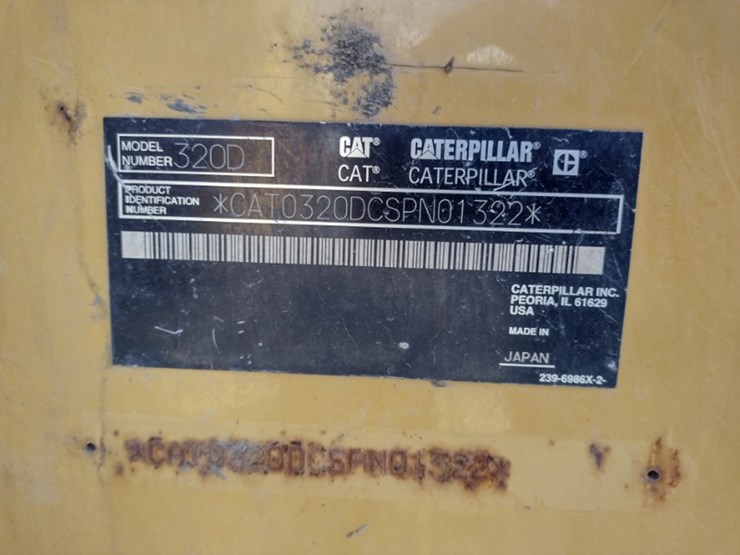 MODEL NUMBER 320D
CAT® CATERPILLAR®
CAT® CATERPILLAR®
PRODUCT IDENTIFICATION NUMBER *CAT0320DCSPN01322*
CATERPILLAR INC.
PEORIA, IL 61629
USA
MADE IN
JAPAN
239-6986X-2-
*CAT0320DCSPN01322*